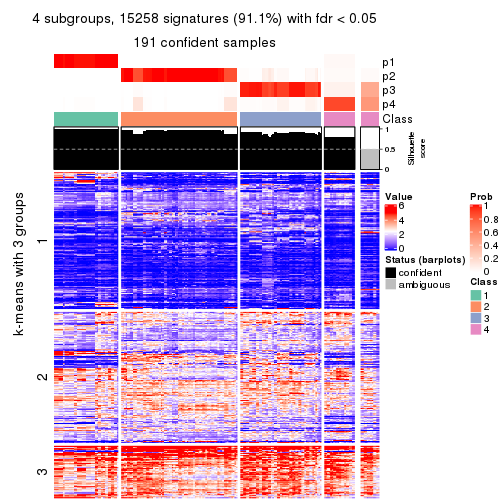 4 subgroups, 15258 signatures (91.1%) with fdr < 0.05
191 confident samples
p1
p2
p3
p4
Class
1
0.5
0
Silhouette
score
k-means with 3 groups
1
2
3
Value
6
4
2
0
Status (barplots)
confident
ambiguous
Prob
1
0.8
0.6
0.4
0.2
0
Class
1
2
3
4